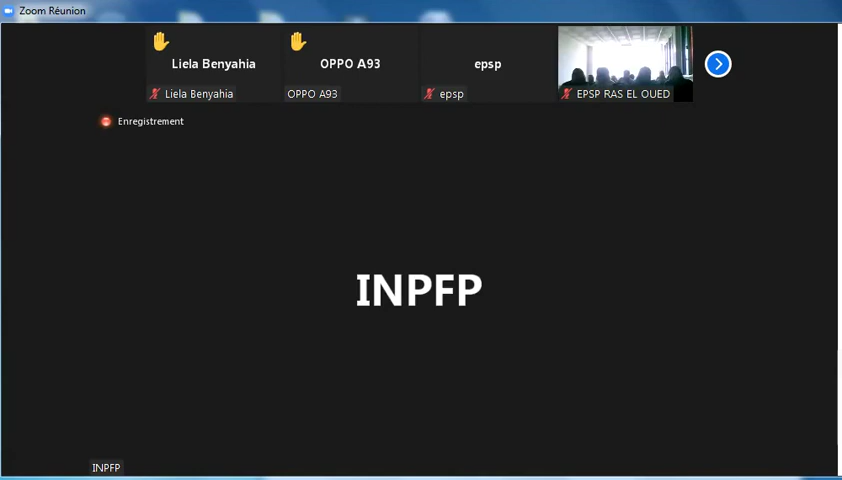 Zoom Réunion
Liela Benyahia
OPPO A93
epsp
Liela Benyahia
OPPO A93
epsp
EPSP RAS EL OUED
Enregistrement
INPFP
INPFP